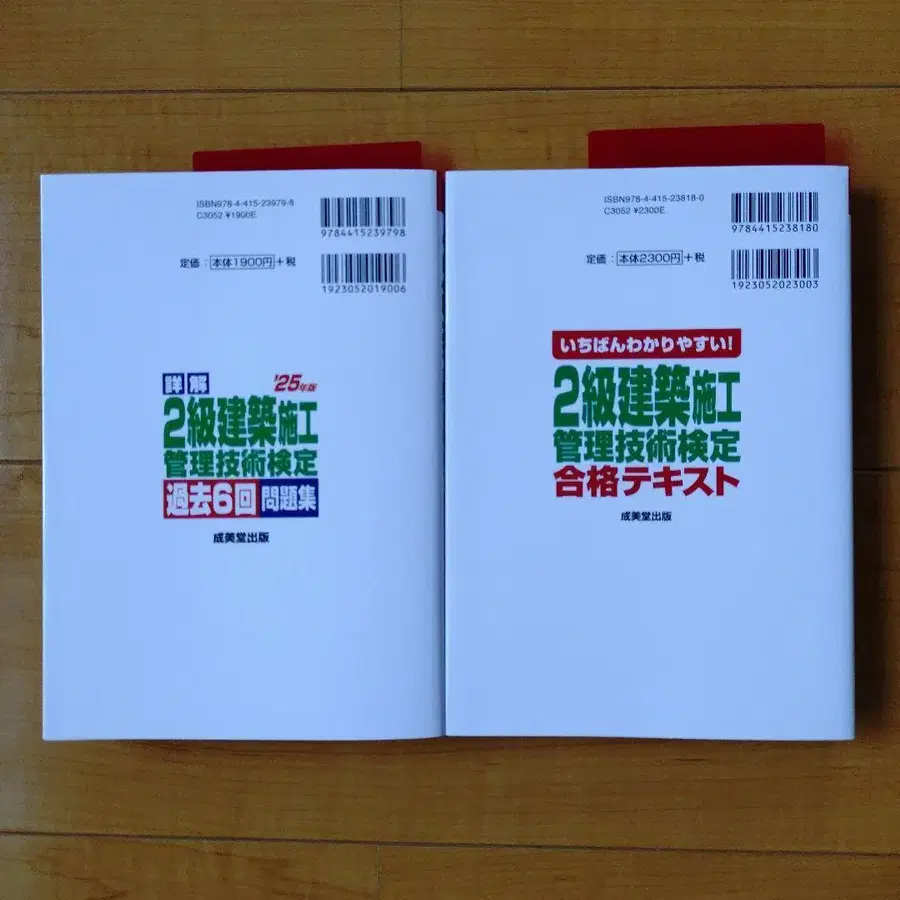 ISBN978-4-415-23979-8
C3052 ¥1900E
9784415239798
定価：本体1900円＋税
1923052019006
詳解 '25年版
2級建築施工
管理技術検定
過去6回問題集
成美堂出版
ISBN978-4-415-23818-0
C3052 ¥2300E
9784415238180
定価：本体2300円＋税
1923052023003
いちばんわかりやすい！
2級建築施工
管理技術検定
合格テキスト
成美堂出版